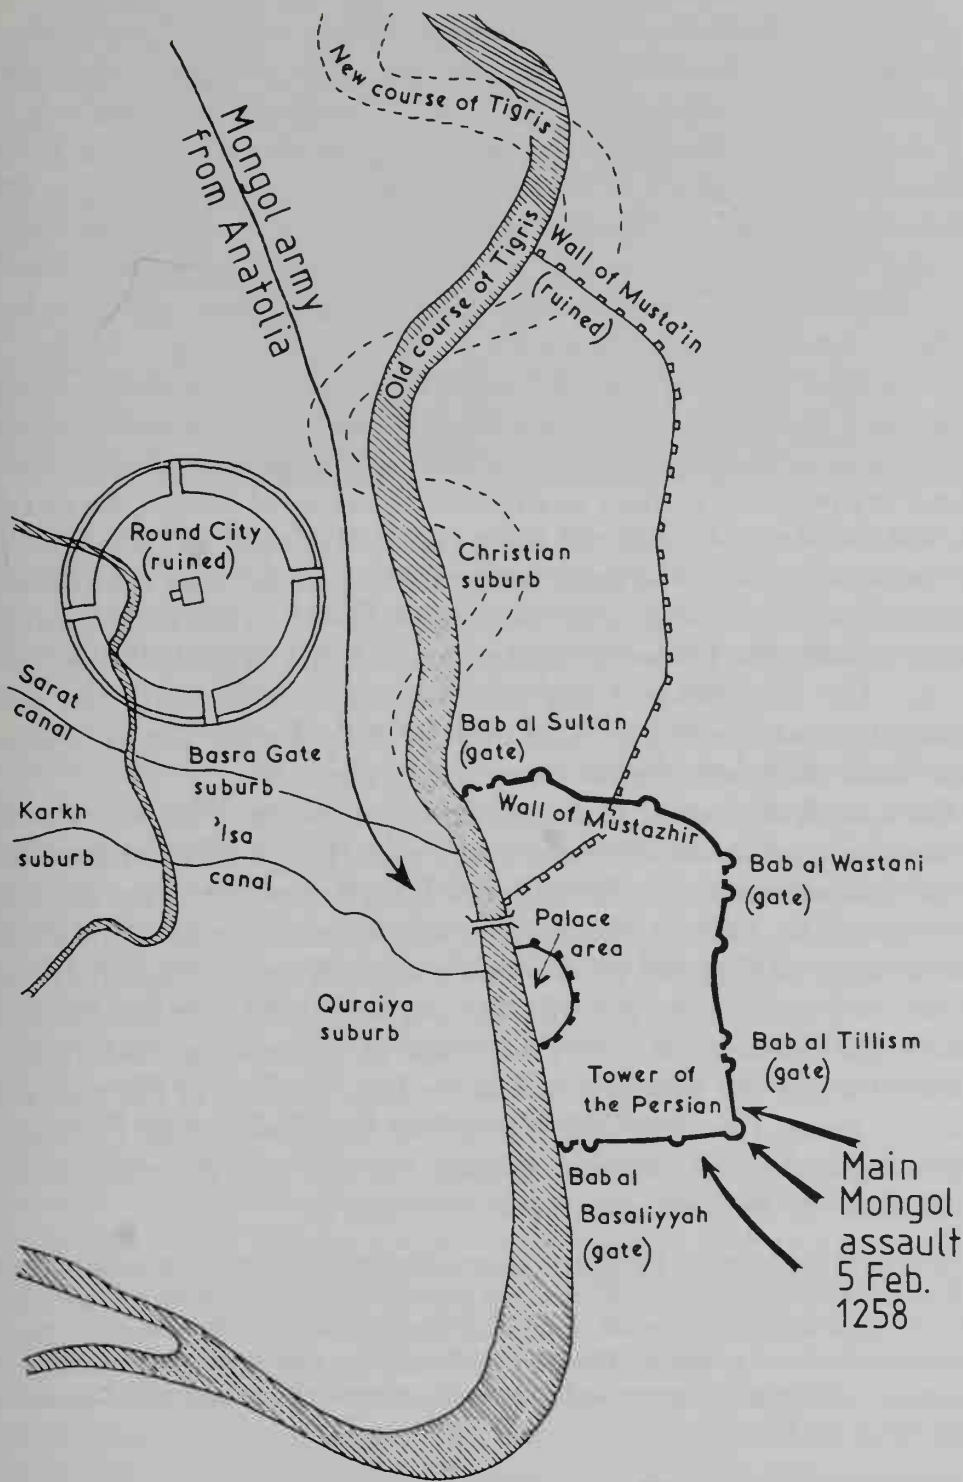 New course of Tigris
Mongol army
from Anatolia
Old course of Tigris
Wall of Musta'in
(ruined)
Round City
(ruined)
Christian
suburb
Sarat
canal
Bab al Sultan
(gate)
Basra Gate
suburb
Wall of Mustazhir
Karkh
suburb
'Isa
canal
Bab al Wastani
(gate)
Palace
area
Quraiya
suburb
Bab al Tillism
(gate)
Tower of
the Persian
Main
Mongol
assault
5 Feb.
1258
Bab al
Basaliyyah
(gate)